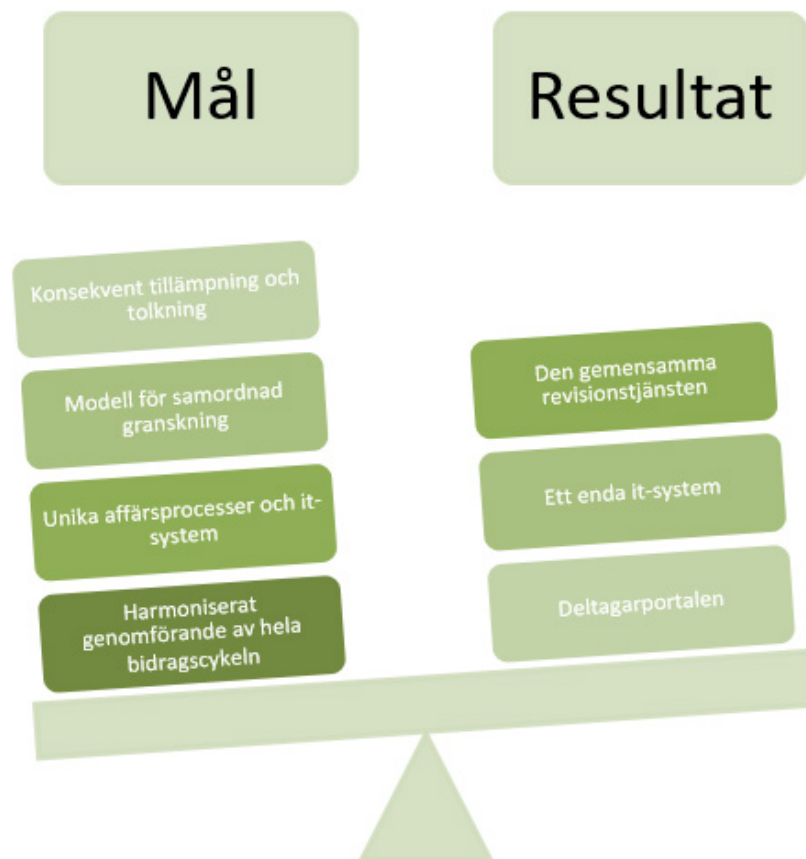 Mål
Resultat
Konsekvent tillämpning och
tolkning
Modell för samordnad
granskning
Unika affärsprocesser och it-
system
Harmoniserat
genomförande av hela
bidragscykeln
Den gemensamma
revisionstjänsten
Ett enda it-system
Deltagarportalen